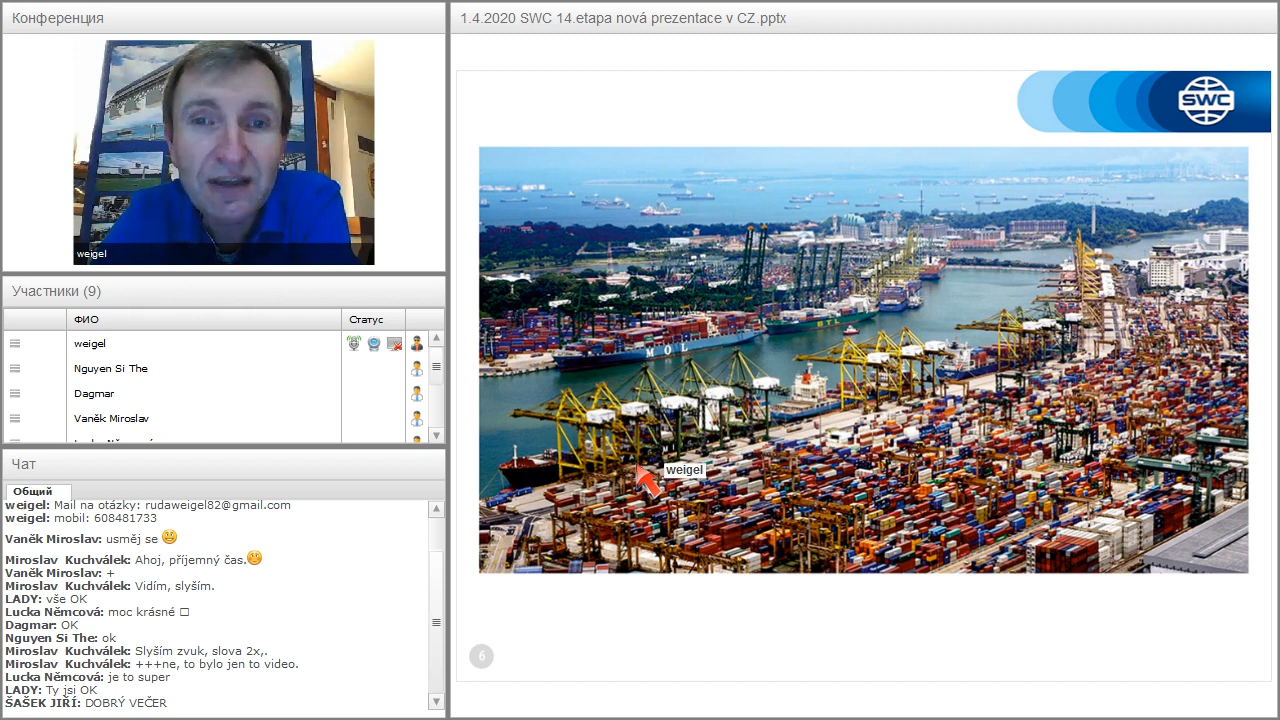 Конференция
weigel
Участники (9)
ФИО
Статус
weigel
Nguyen Si The
Dagmar
Vaněk Miroslav
Чат
Общий
weigel: Mail na otázky: rudaweigel82@gmail.com
weigel: mobil: 608481733
Vaněk Miroslav: usměj se
Miroslav Kuchválek: Ahoj, příjemný čas.
Vaněk Miroslav: +
Miroslav Kuchválek: Vidím, slyším.
LADY: vše OK
Lucka Němcová: moc krásné □
Dagmar: OK
Nguyen Si The: ok
Miroslav Kuchválek: Slyším zvuk, slova 2x,.
Miroslav Kuchválek: +++ne, to bylo jen to video.
Lucka Němcová: je to super
LADY: Ty jsi OK
ŠAŠEK JIŘÍ: DOBRÝ VEČER
1.4.2020 SWC 14.etapa nová prezentace v CZ.pptx
SWC
MOL
weigel
6